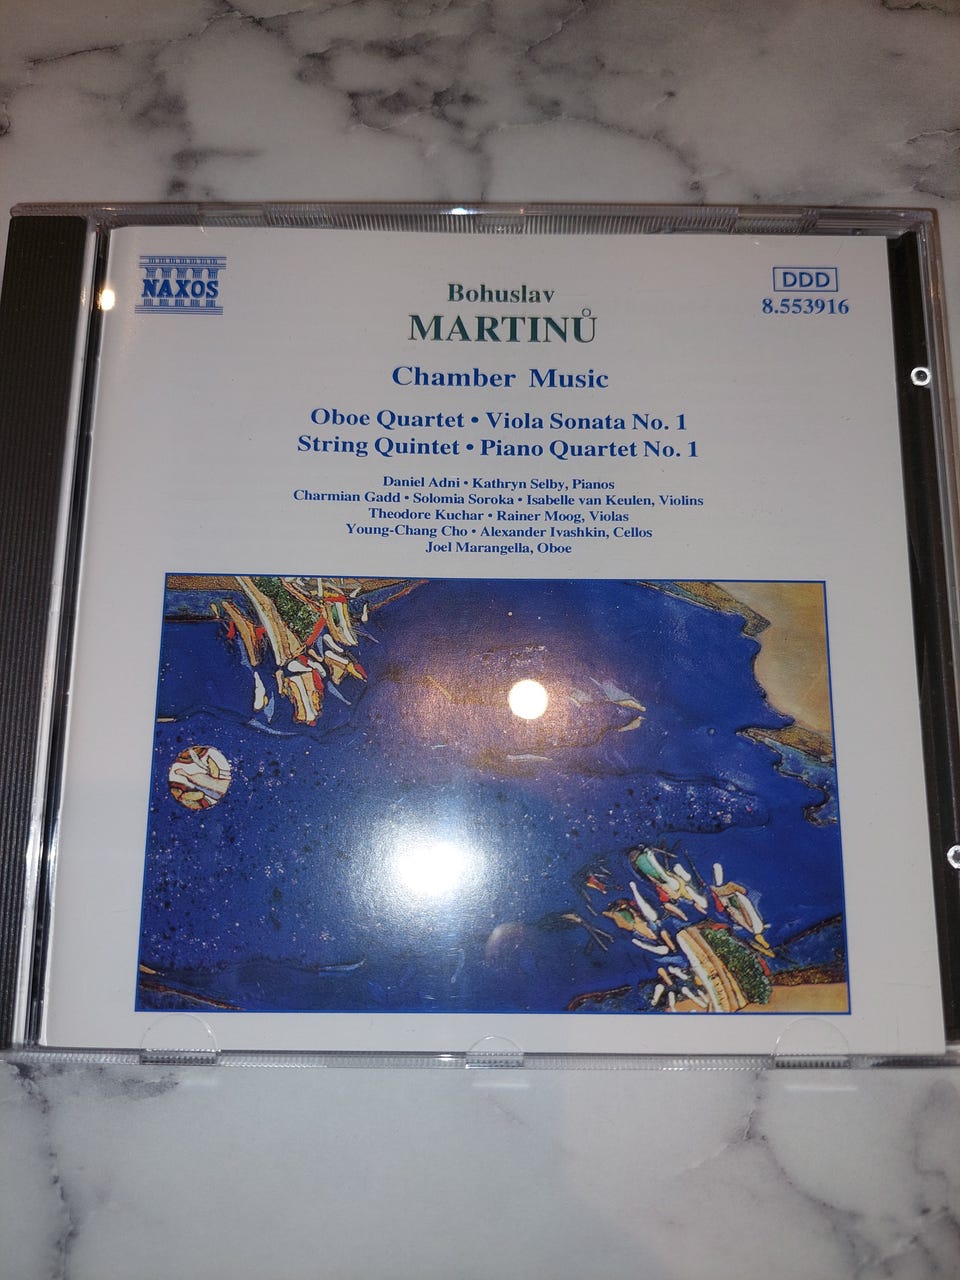 NAXOS
DDD
8.553916
Bohuslav
MARTINŮ
Chamber Music
Oboe Quartet • Viola Sonata No. 1
String Quintet • Piano Quartet No. 1
Daniel Adni • Kathryn Selby, Pianos
Charmian Gadd • Solomia Soroka • Isabelle van Keulen, Violins
Theodore Kuchar • Rainer Moog, Violas
Young-Chang Cho • Alexander Ivashkin, Cellos
Joel Marangella, Oboe